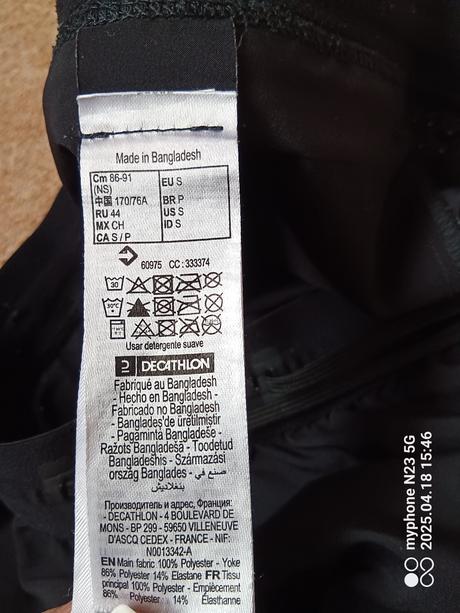 Made in Bangladesh
Cm 86-91 EU S
(NS)
中国 170/76A BR P
RU 44 US S
MX CH ID S
CA S / P
60975 CC : 333374
30
30°C
Usar detergente suave
DECATHLON
Fabriqué au Bangladesh
- Hecho en Bangladesh -
Fabricado no Bangladesh
- Banglades'de üretilmiştir
- Pagaminta Bangladeše -
Ražots Bangladešā - Toodetud
Bangladeshis - Származási
ország Banglades - صنع في
بنغلاديش
Производитель и адрес, Франция:
- DECATHLON - 4 BOULEVARD DE
MONS - BP 299 - 59650 VILLENEUVE
D'ASCQ CEDEX - FRANCE - NIF:
N0013342-A
EN Main fabric 100% Polyester - Yoke
86% Polyester 14% Elastane FR Tissu
principal 100% Polyester - Empiècement
86% Polyester 14% Élasthanne
myphone N23 5G
2025.04.18 15:46